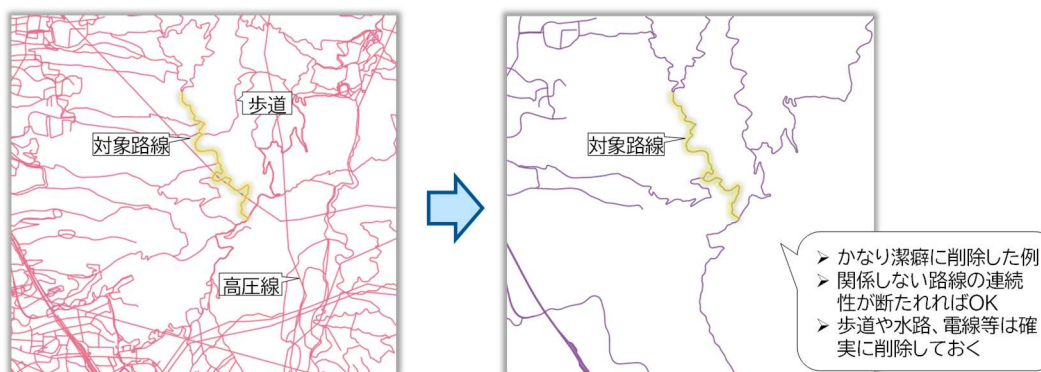 歩道
対象路線
高圧線
対象路線
➢ かなり潔癖に削除した例
➢ 関係しない路線の連続
性が断たれればOK
➢ 歩道や水路、電線等は確
実に削除しておく